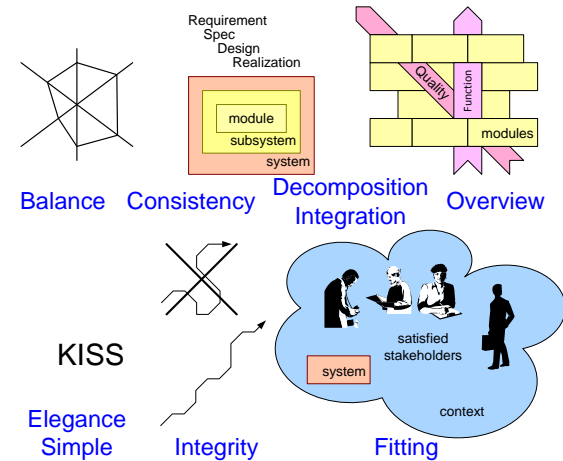 Requirement
Spec
Design
Realization
module
subsystem
system
Quality
Function
modules
Balance
Consistency
Decomposition
Integration
Overview
KISS
satisfied
stakeholders
system
context
Elegance
Simple
Integrity
Fitting